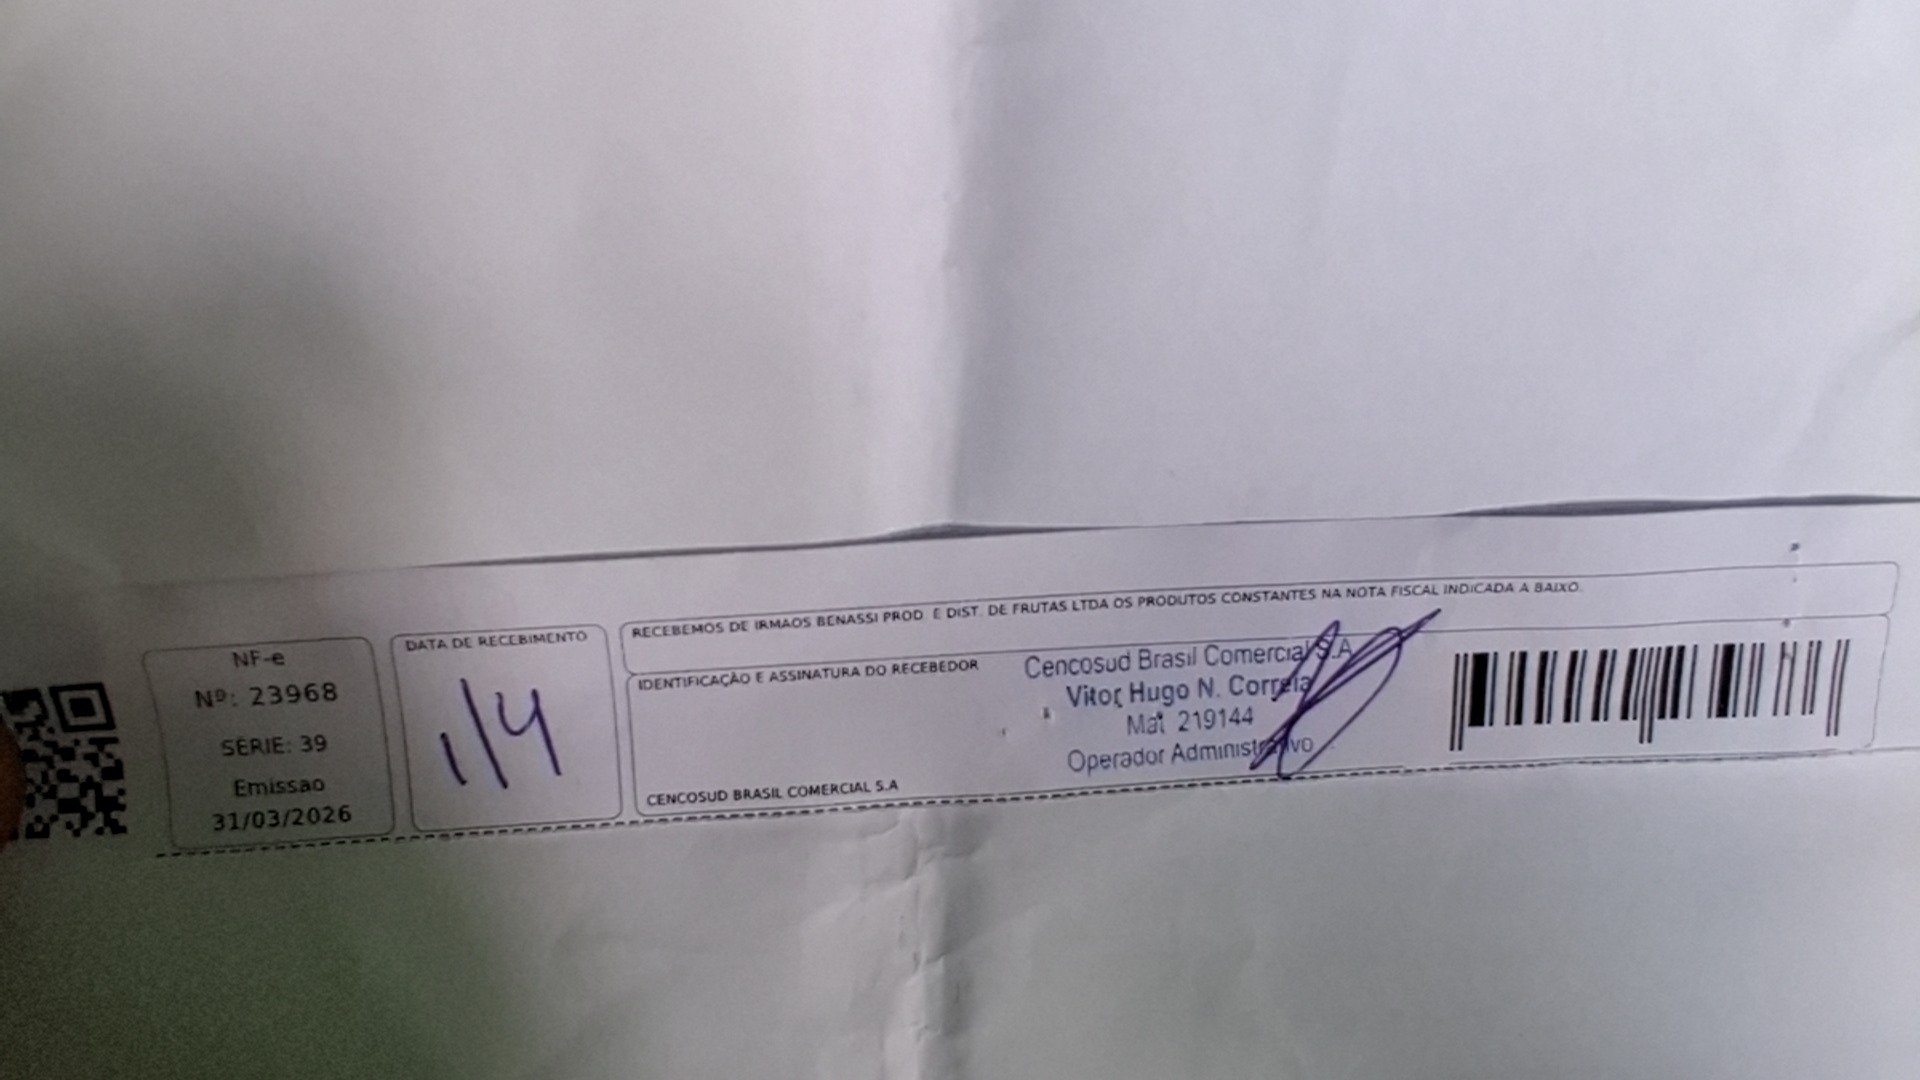 NF-e
Nº: 23968
SÉRIE: 39
Emissao
31/03/2026
DATA DE RECEBIMENTO
1/4
RECEBEMOS DE IRMAOS BENASSI PROD E DIST. DE FRUTAS LTDA OS PRODUTOS CONSTANTES NA NOTA FISCAL INDICADA A BAIXO.
IDENTIFICAÇÃO E ASSINATURA DO RECEBEDOR
Cencosud Brasil Comercial S.A
Vitor Hugo N. Correia
Mat 219144
Operador Administrativo
CENCOSUD BRASIL COMERCIAL S.A